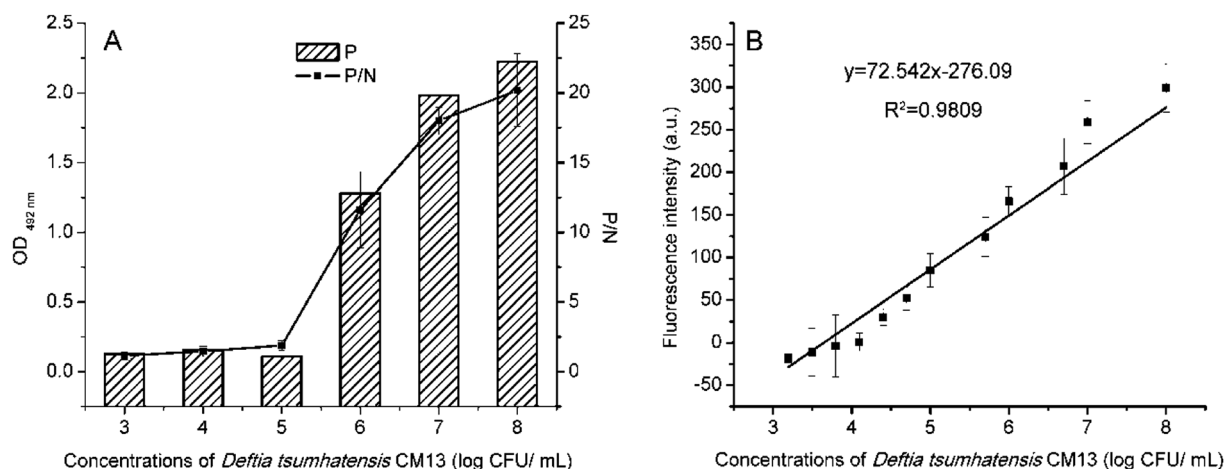 A
P
P/N
2.5
2.0
1.5
1.0
0.5
0.0
OD 492 nm
25
20
15
10
5
0
P/N
3 4 5 6 7 8
Concentrations of Deftia tsumhatensis CM13 (log CFU/ mL)
B
y=72.542x-276.09
R²=0.9809
350
300
250
200
150
100
50
0
-50
Fluorescence intensity (a.u.)
3 4 5 6 7 8
Concentrations of Deftia tsumhatensis CM13 (log CFU/ mL)